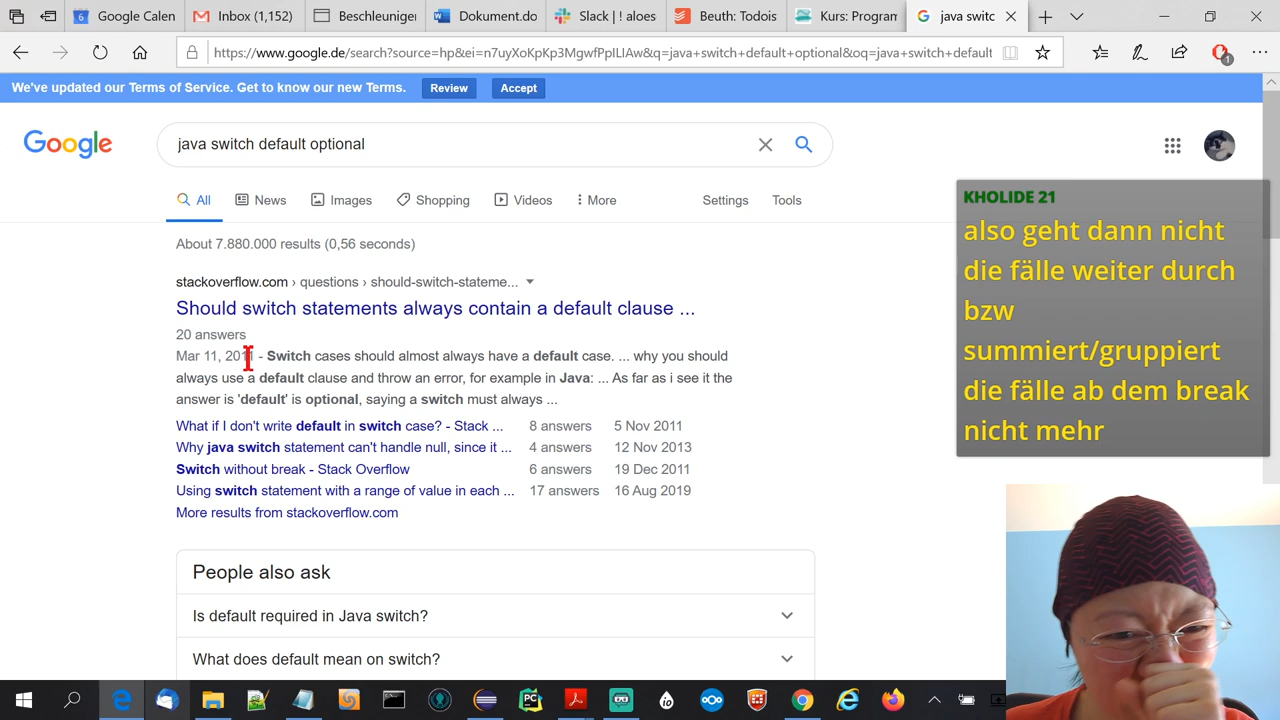 Google Calen
Inbox (1,152)
Beschleuniger
Dokument.do
Slack | ! aloes
Beuth: Todois
Kurs: Program
java switc
https://www.google.de/search?source=hp&ei=n7uyXoKpKp3MgwfPpILIAw&q=java+switch+default+optional&oq=java+switch+default
1
We've updated our Terms of Service. Get to know our new Terms.
Review
Accept
Google
java switch default optional
All
News
Images
Shopping
Videos
More
Settings
Tools
About 7.880.000 results (0,56 seconds)
stackoverflow.com › questions › should-switch-stateme...
Should switch statements always contain a default clause ...
20 answers
Mar 11, 2011 - Switch cases should almost always have a default case. ... why you should
always use a default clause and throw an error, for example in Java: ... As far as i see it the
answer is 'default' is optional, saying a switch must always ...
What if I don't write default in switch case? - Stack ... 8 answers 5 Nov 2011
Why java switch statement can't handle null, since it ... 4 answers 12 Nov 2013
Switch without break - Stack Overflow 6 answers 19 Dec 2011
Using switch statement with a range of value in each ... 17 answers 16 Aug 2019
More results from stackoverflow.com
People also ask
Is default required in Java switch?
What does default mean on switch?
KHOLIDE 21
also geht dann nicht
die fälle weiter durch
bzw
summiert/gruppiert
die fälle ab dem break
nicht mehr